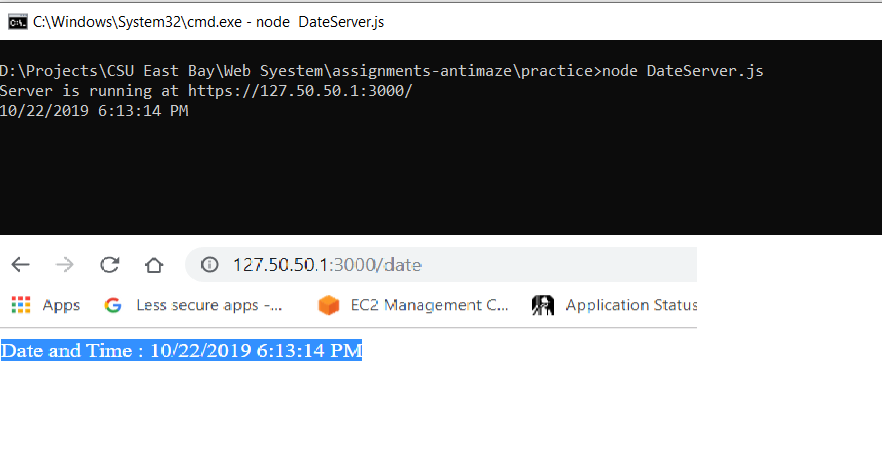 C:\Windows\System32\cmd.exe - node  DateServer.js
D:\Projects\CSU East Bay\Web Syestem\assignments-antimaze\practice>node DateServer.js
Server is running at https://127.50.50.1:3000/
10/22/2019 6:13:14 PM
127.50.50.1:3000/date
Apps Less secure apps -... EC2 Management C... Application Status
Date and Time : 10/22/2019 6:13:14 PM